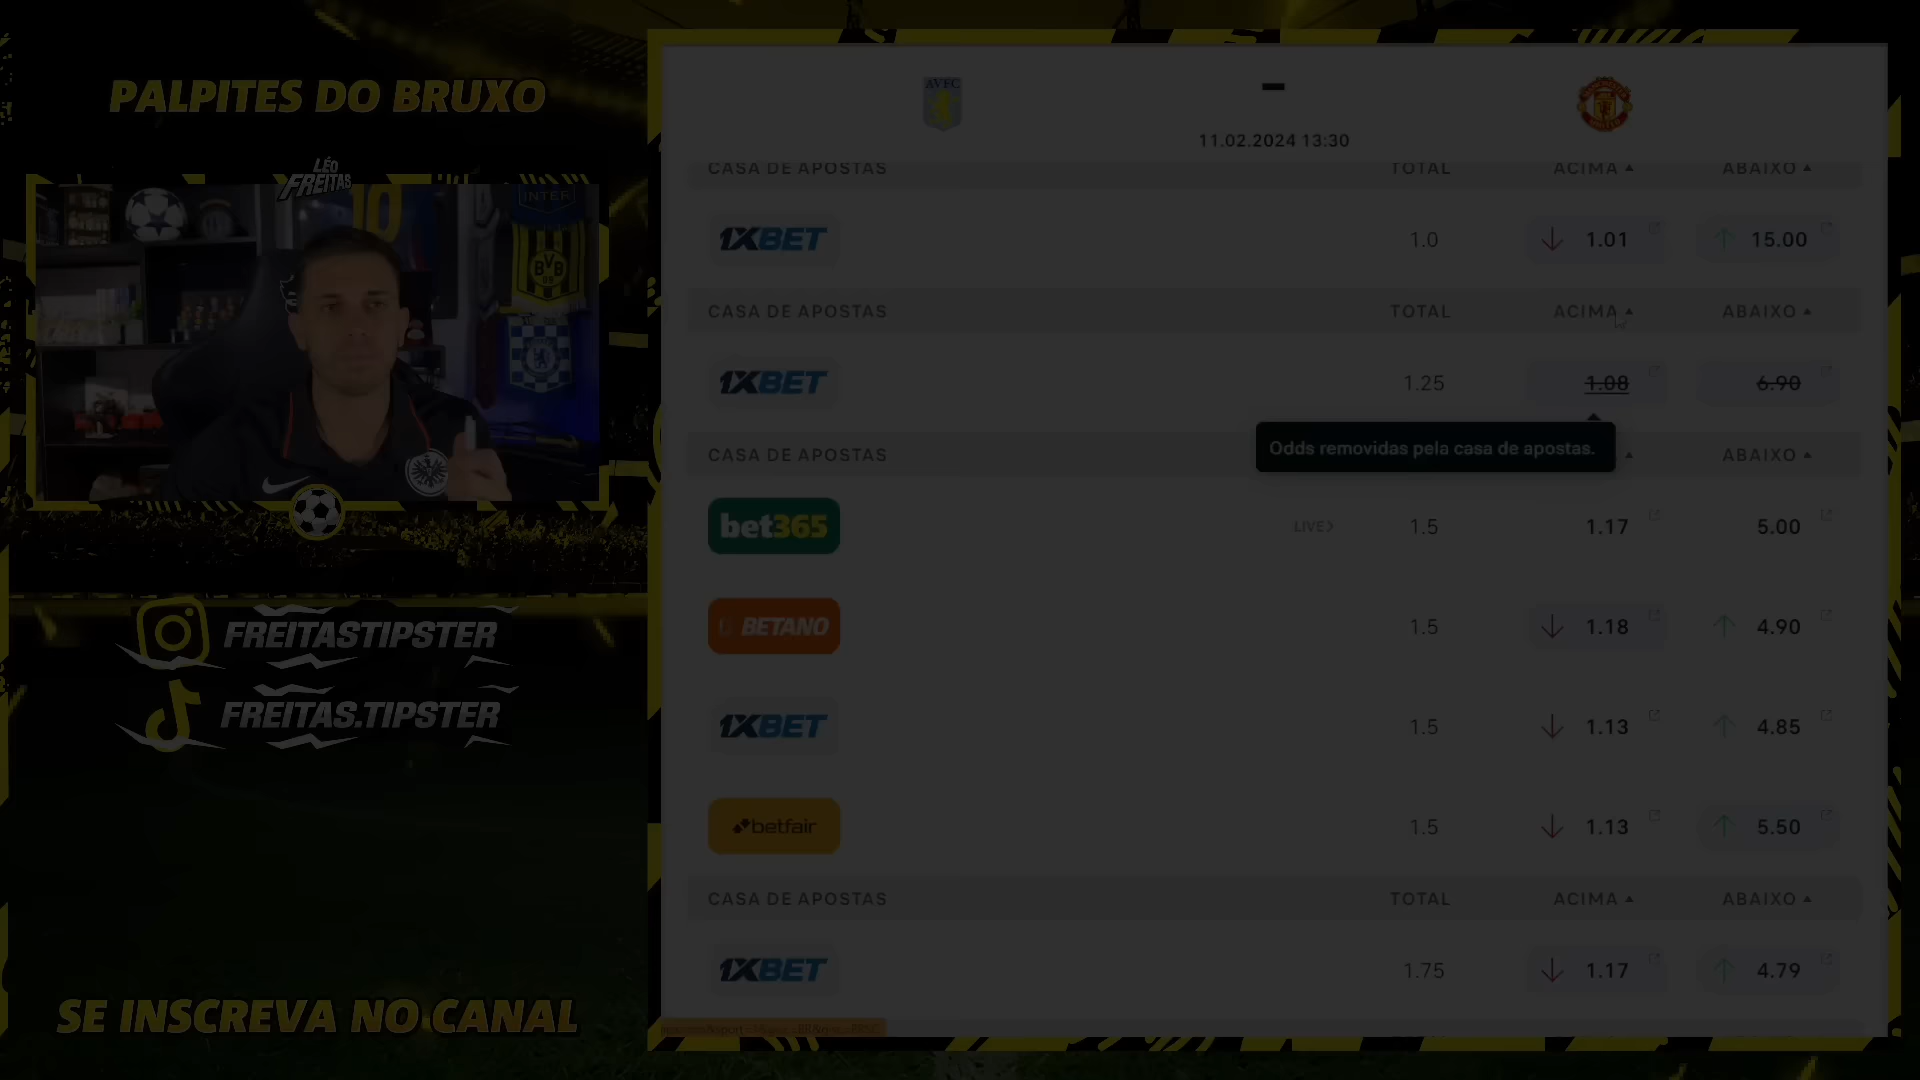 PALPITES DO BRUXO
LÉO
FREITAS
10
INTER
BVB
09
FREITASTIPSTER
FREITAS.TIPSTER
SE INSCREVA NO CANAL
AVFC
MANCHESTER
UNITED
11.02.2024 13:30
CASA DE APOSTAS TOTAL ACIMA ABAIXO
1XBET 1.0 1.01 15.00
CASA DE APOSTAS TOTAL ACIMA ABAIXO
1XBET 1.25 1.08 6.90
Odds removidas pela casa de apostas.
CASA DE APOSTAS ABAIXO
bet365 LIVE 1.5 1.17 5.00
BETANO 1.5 1.18 4.90
1XBET 1.5 1.13 4.85
betfair 1.5 1.13 5.50
CASA DE APOSTAS TOTAL ACIMA ABAIXO
1XBET 1.75 1.17 4.79